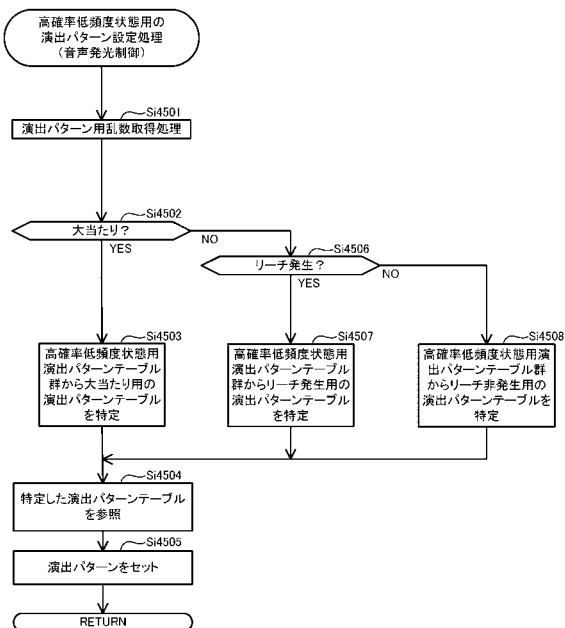 高確率低頻度状態用の
演出パターン設定処理
(音声発光制御)
Si4501
演出パターン用乱数取得処理
Si4502
大当たり?
YES
NO
Si4506
リーチ発生?
YES
NO
Si4503
高確率低頻度状態用
演出パターンテーブル
群から大当たり用の
演出パターンテーブル
を特定
Si4507
高確率低頻度状態用
演出パターンテーブル
群からリーチ発生用の
演出パターンテーブル
を特定
Si4508
高確率低頻度状態用演
出パターンテーブル群
からリーチ非発生用の
演出パターンテーブルを
特定
Si4504
特定した演出パターンテーブル
を参照
Si4505
演出パターンをセット
RETURN